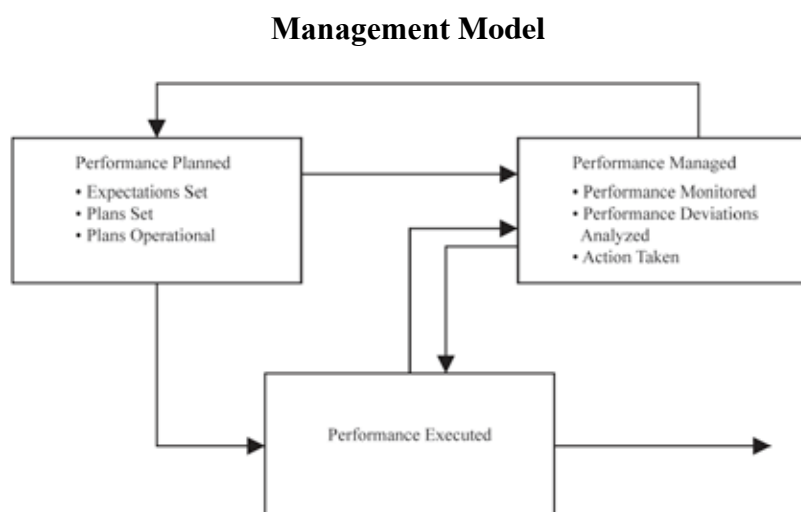 Management Model
Performance Planned
• Expectations Set
• Plans Set
• Plans Operational
Performance Managed
• Performance Monitored
• Performance Deviations
Analyzed
• Action Taken
Performance Executed